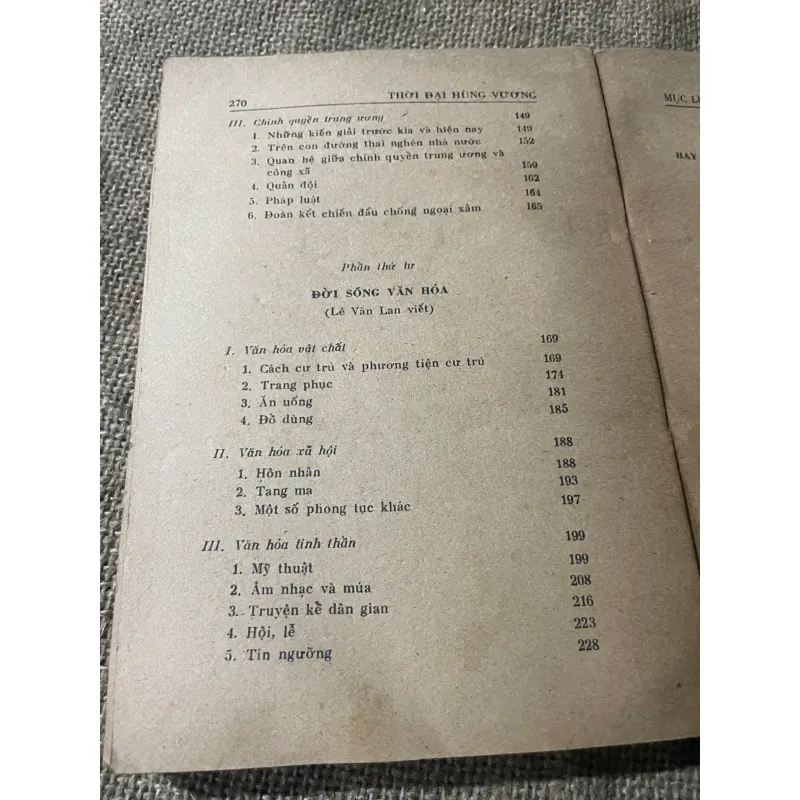 270 THỜI ĐẠI HÙNG VƯƠNG
III. Chính quyền trung ương 149
1. Những kiến giải trước kia và hiện nay 149
2. Trên con đường thai nghén nhà nước 152
3. Quan hệ giữa chính quyền trung ương và
công xã 159
4. Quân đội 162
5. Pháp luật 164
6. Đoàn kết chiến đấu chống ngoại xâm 165
Phần thứ tư
ĐỜI SỐNG VĂN HÓA
(Lê Văn Lan viết)
I. Văn hóa vật chất 169
1. Cách cư trú và phương tiện cư trú 169
2. Trang phục 174
3. Ăn uống 181
4. Đồ dùng 185
II. Văn hóa xã hội 188
1. Hôn nhân 188
2. Tang ma 193
3. Một số phong tục khác 197
III. Văn hóa tinh thần 199
1. Mỹ thuật 199
2. Âm nhạc và múa 208
3. Truyện kể dân gian 216
4. Hội, lễ 223
5. Tín ngưỡng 228
MỤC L
HAY